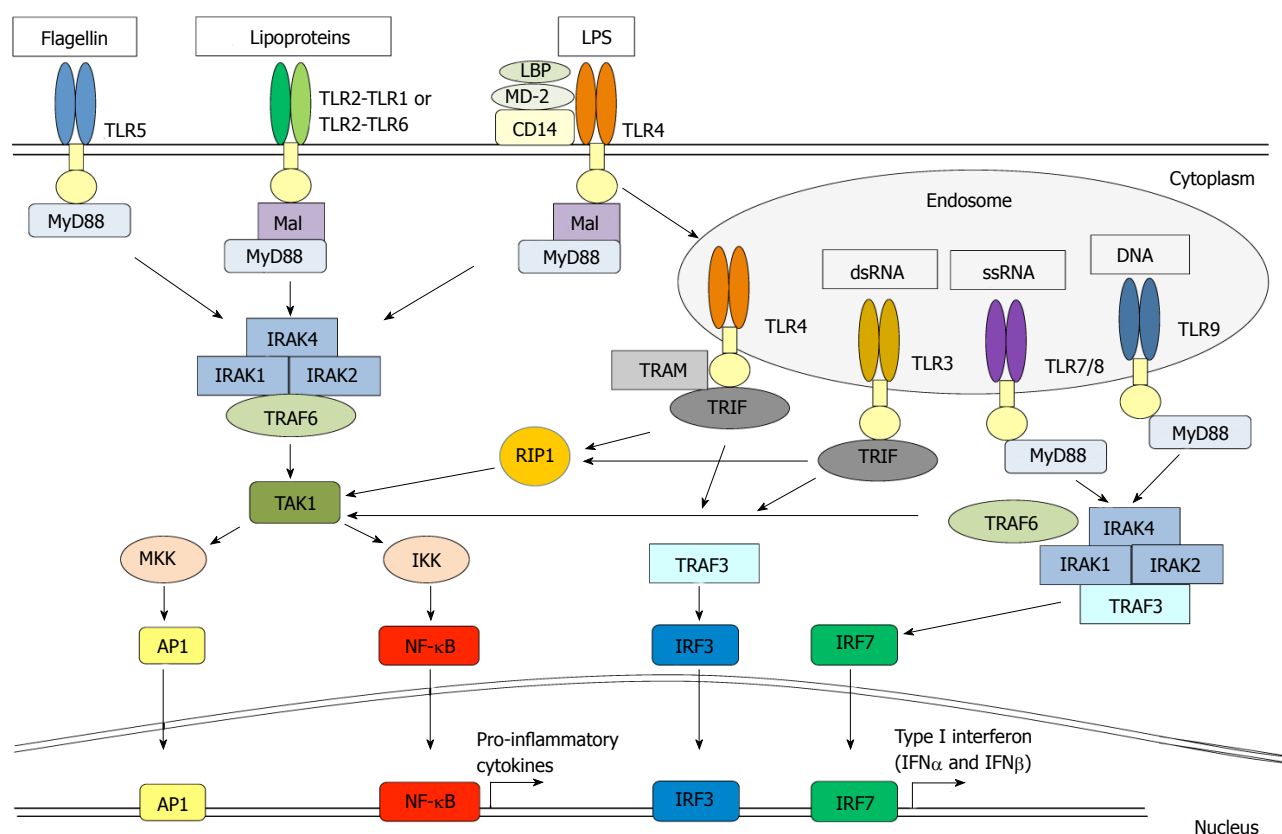 Flagellin
Lipoproteins
LPS
LBP
MD-2
CD14
TLR2-TLR1 or
TLR2-TLR6
TLR5
TLR4
Cytoplasm
MyD88
Mal
MyD88
Mal
MyD88
Endosome
dsRNA
ssRNA
DNA
TLR4
TLR3
TLR7/8
TLR9
IRAK4
IRAK1
IRAK2
TRAF6
TRAM
TRIF
TRIF
MyD88
MyD88
RIP1
TAK1
TRAF6
IRAK4
IRAK1
IRAK2
TRAF3
MKK
IKK
TRAF3
AP1
NF-κB
IRF3
IRF7
Pro-inflammatory
cytokines
Type I interferon
(IFNα and IFNβ)
AP1
NF-κB
IRF3
IRF7
Nucleus